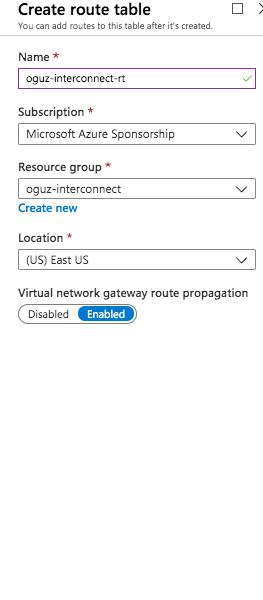 Create route table
You can add routes to this table after it's created.
Name *
oguz-interconnect-rt
Subscription *
Microsoft Azure Sponsorship
Resource group *
oguz-interconnect
Create new
Location *
(US) East US
Virtual network gateway route propagation
Disabled Enabled